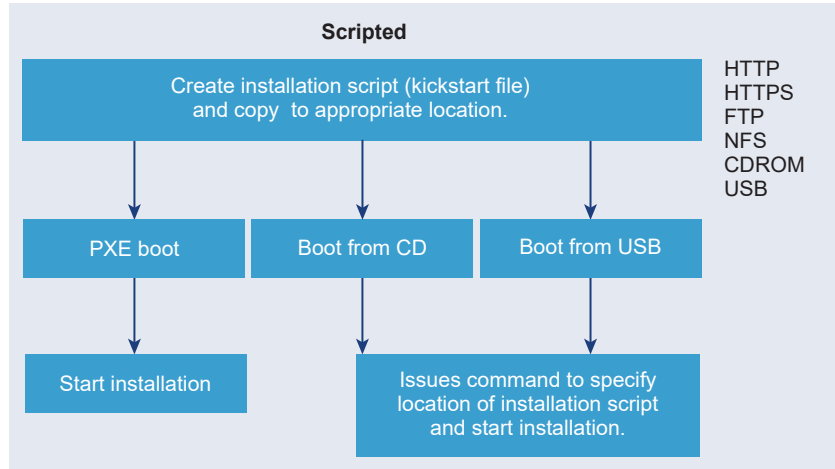 Scripted
Create installation script (kickstart file)
and copy to appropriate location.
HTTP
HTTPS
FTP
NFS
CDROM
USB
PXE boot
Boot from CD
Boot from USB
Start installation
Issues command to specify
location of installation script
and start installation.